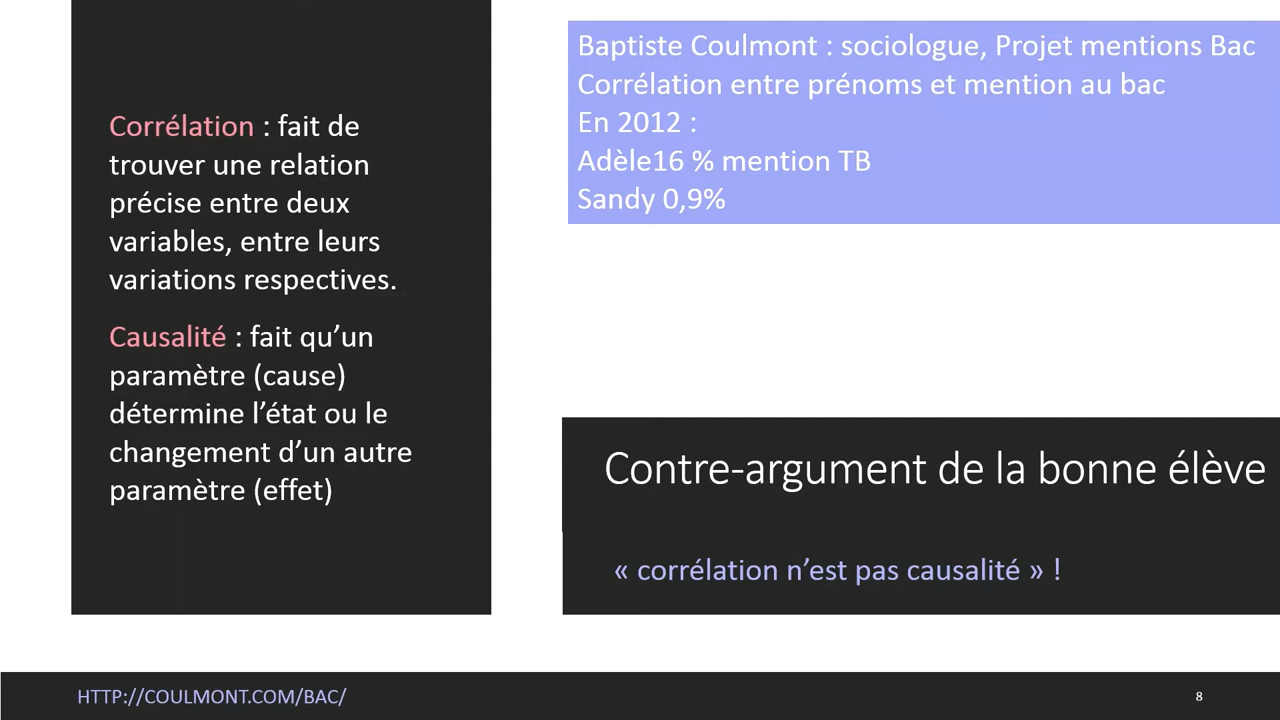 Corrélation : fait de
trouver une relation
précise entre deux
variables, entre leurs
variations respectives.
Causalité : fait qu’un
paramètre (cause)
détermine l’état ou le
changement d’un autre
paramètre (effet)
Baptiste Coulmont : sociologue, Projet mentions Bac
Corrélation entre prénoms et mention au bac
En 2012 :
Adèle16 % mention TB
Sandy 0,9%
Contre-argument de la bonne élève
« corrélation n’est pas causalité » !
HTTP://COULMONT.COM/BAC/
8